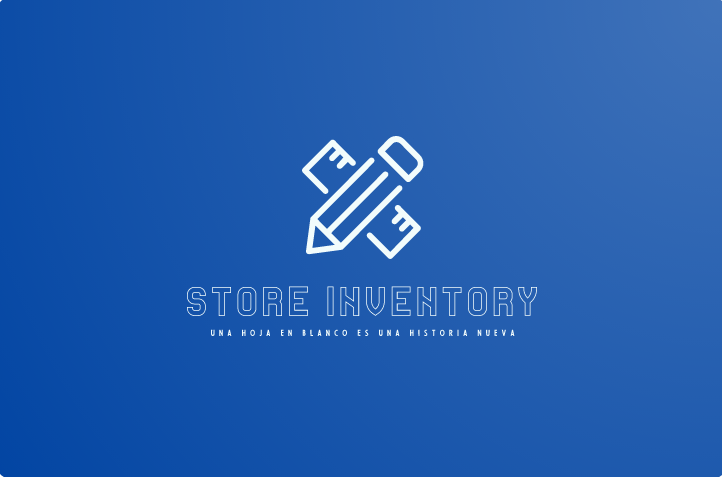 STORE INVENTORY
UNA HOJA EN BLANCO ES UNA HISTORIA NUEVA